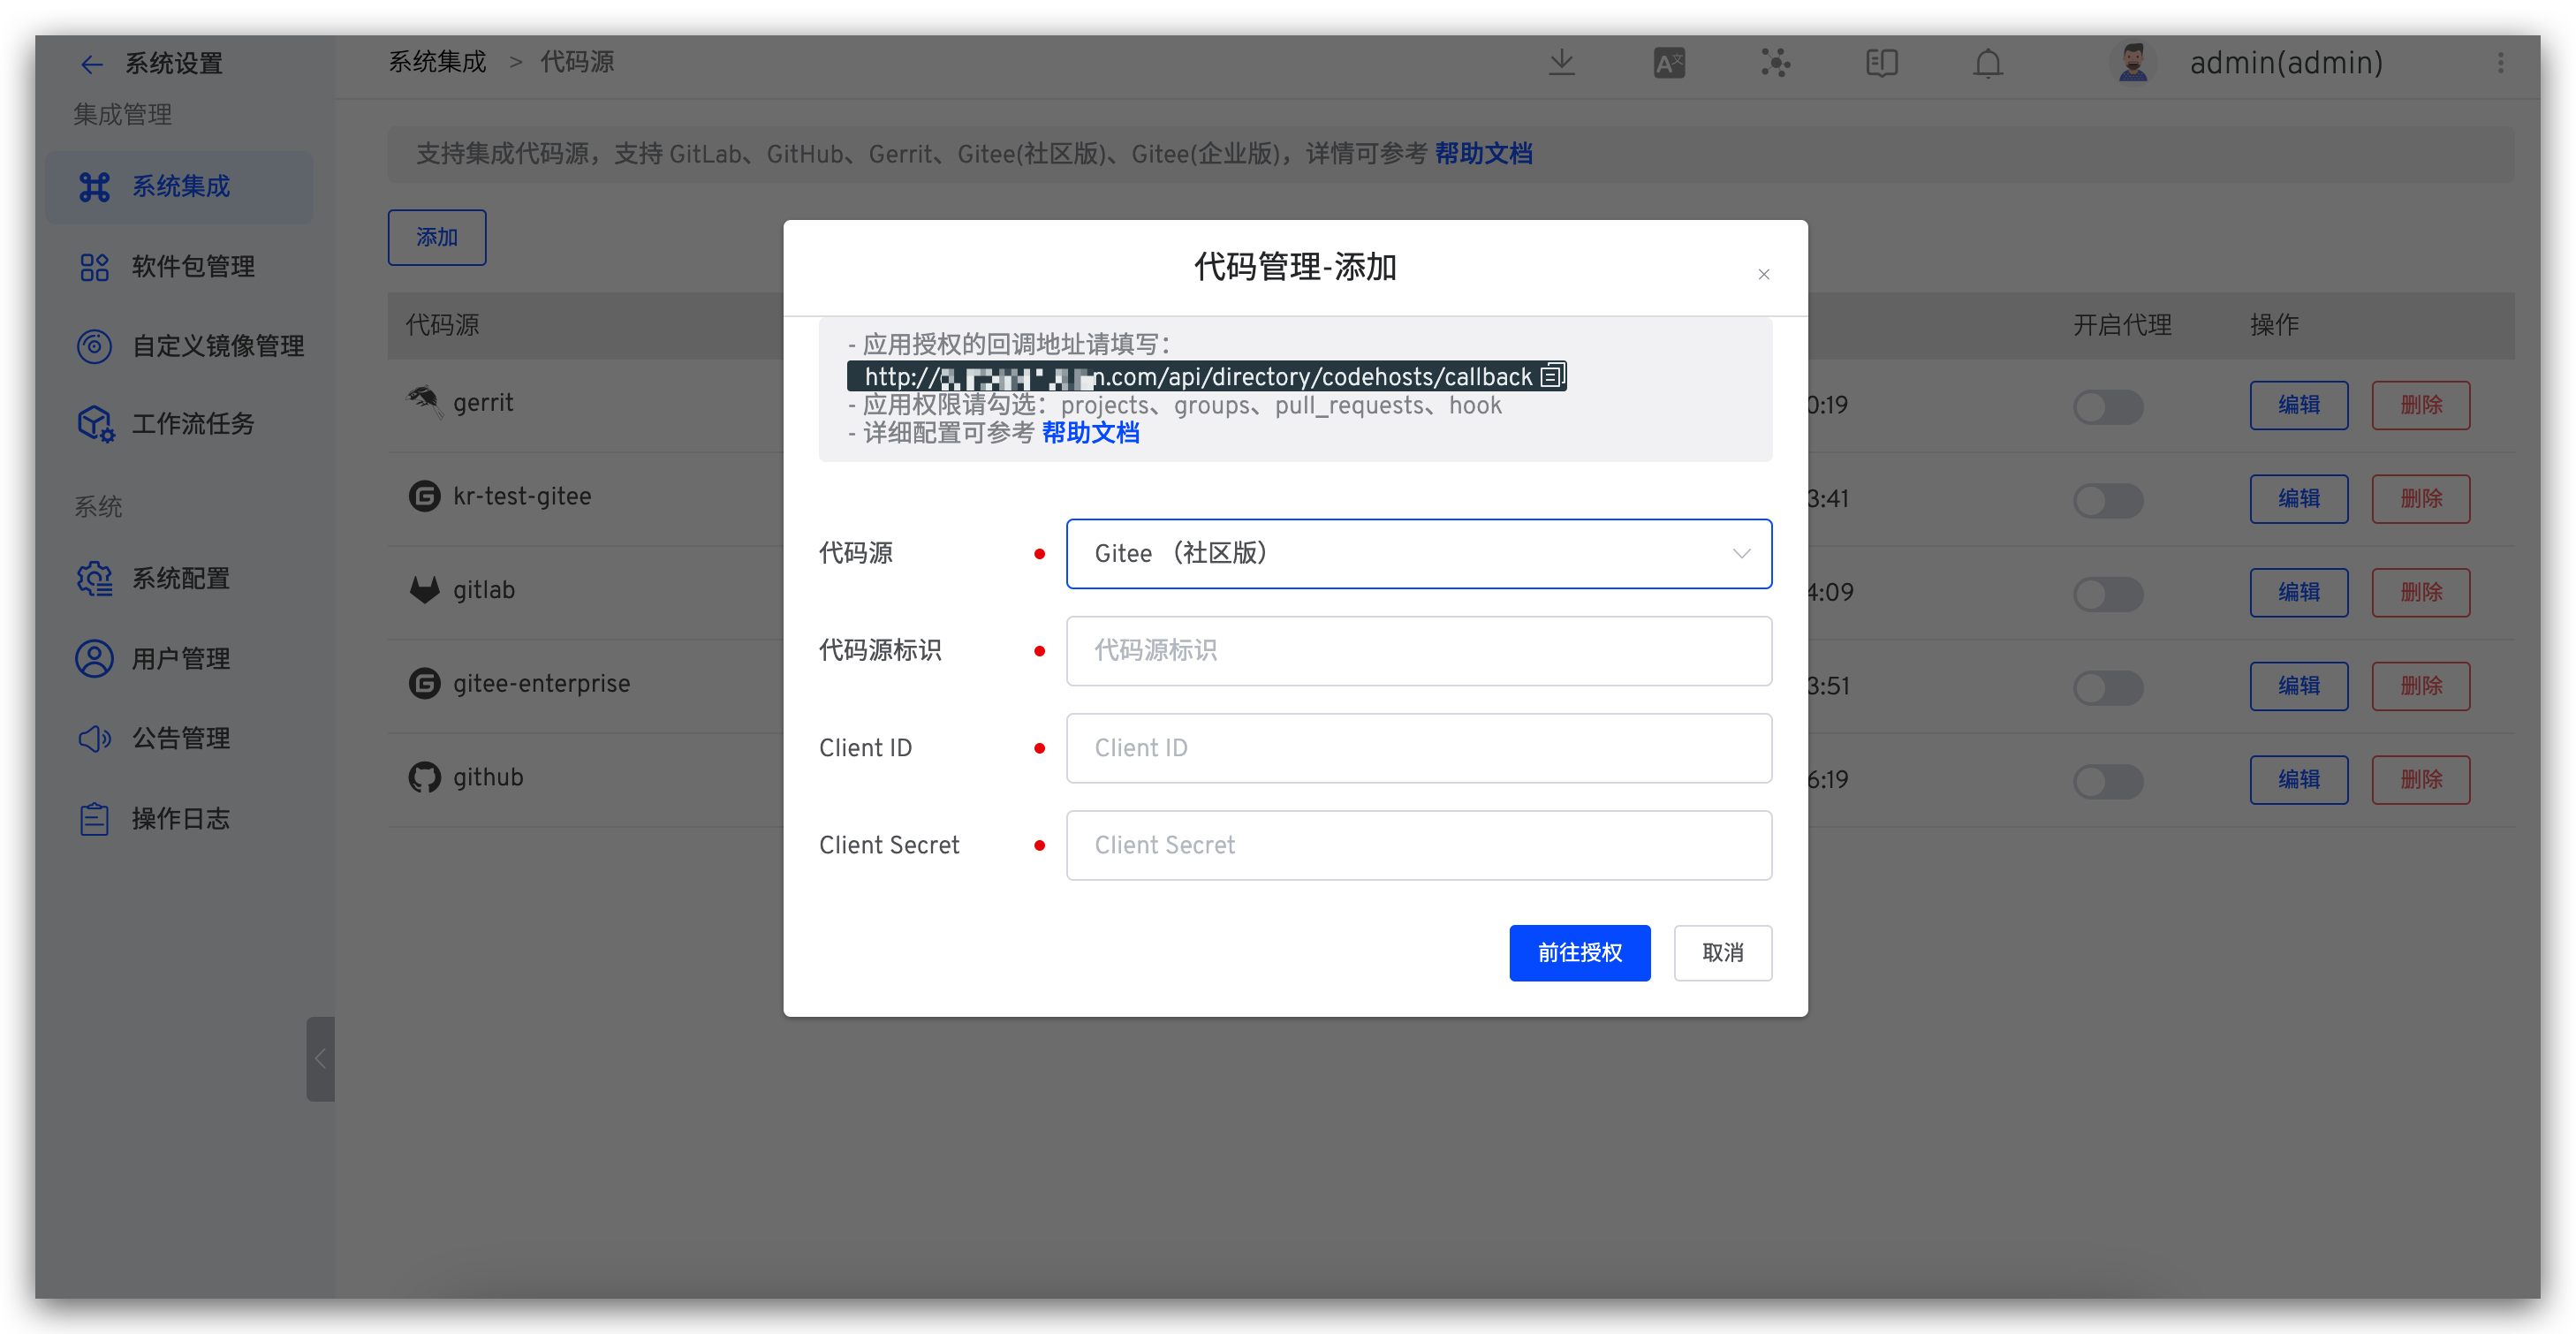 系统设置
集成管理
系统集成
软件包管理
自定义镜像管理
工作流任务
系统
系统配置
用户管理
公告管理
操作日志
系统集成 > 代码源
admin(admin)
支持集成代码源，支持 GitLab、GitHub、Gerrit、Gitee(社区版)、Gitee(企业版)，详情可参考 帮助文档
添加
代码源 开启代理 操作
gerrit 0:19 编辑 删除
kr-test-gitee 3:41 编辑 删除
gitlab 4:09 编辑 删除
gitee-enterprise 3:51 编辑 删除
github 6:19 编辑 删除
代码管理-添加
- 应用授权的回调地址请填写：
http:// n.com/api/directory/codehosts/callback
- 应用权限请勾选：projects、groups、pull_requests、hook
- 详细配置可参考 帮助文档
代码源 Gitee （社区版）
代码源标识 代码源标识
Client ID Client ID
Client Secret Client Secret
前往授权 取消